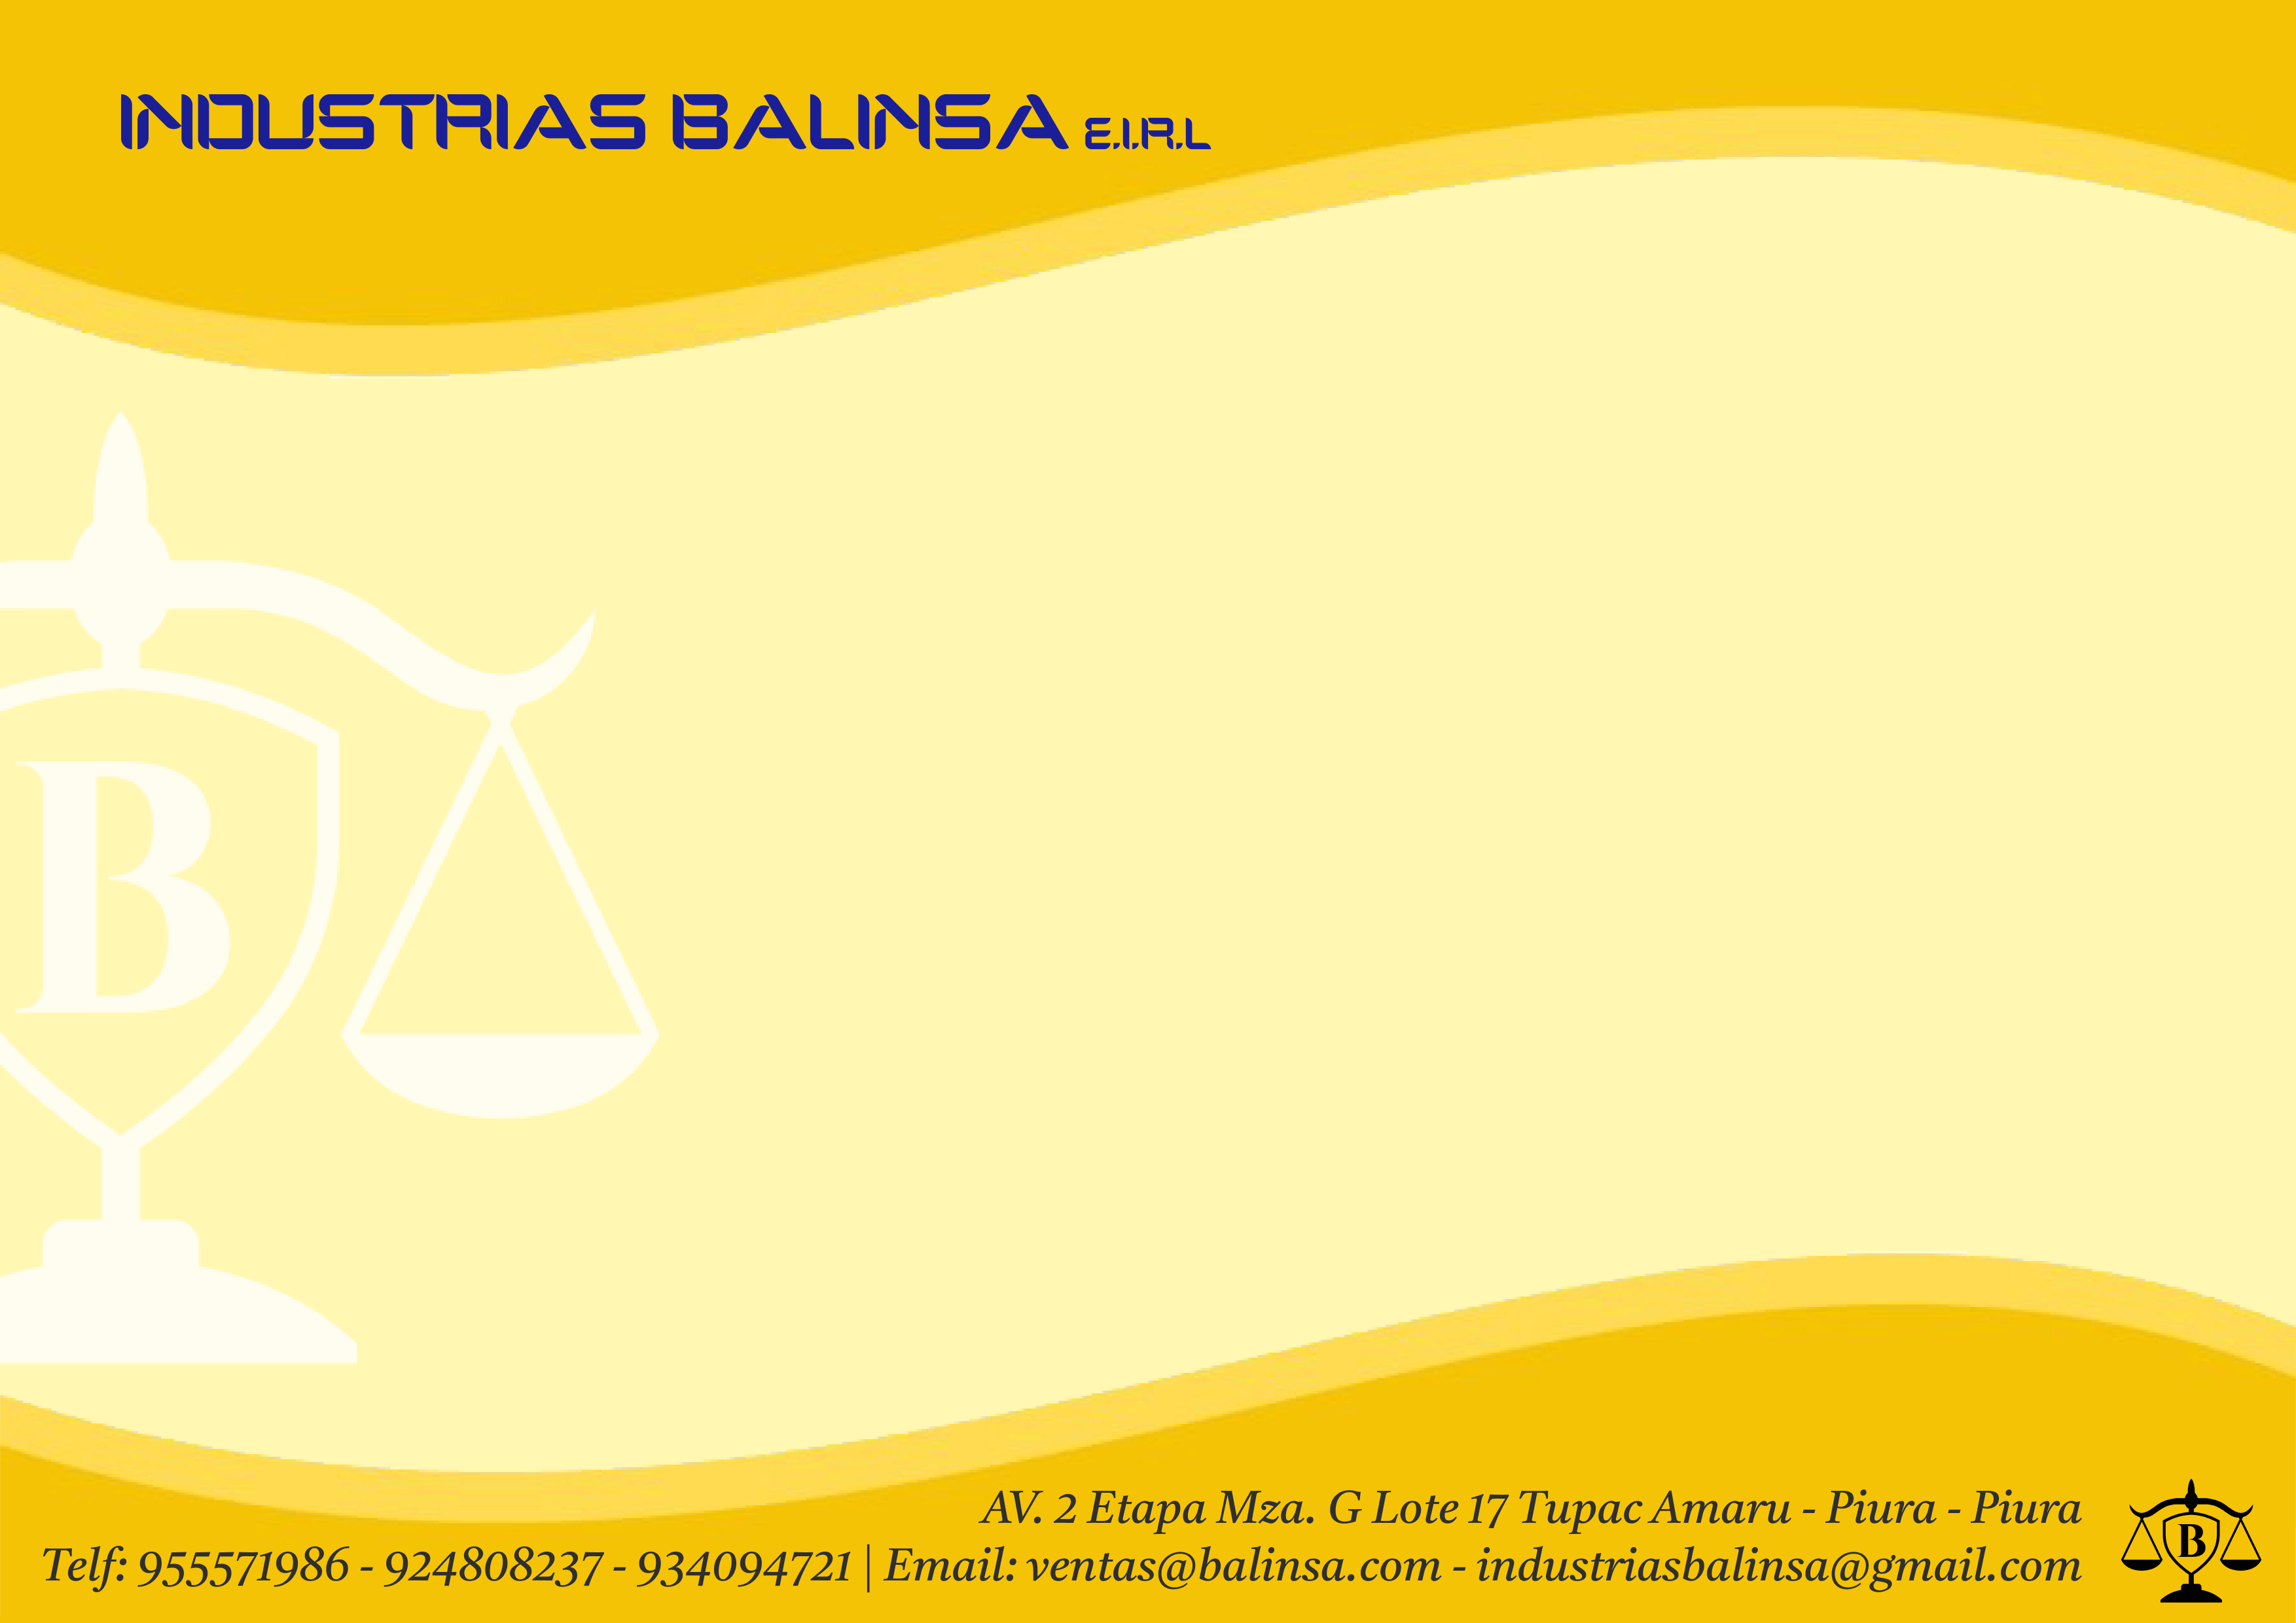 INDUSTRIAS BALINSA E.I.R.L
B
AV. 2 Etapa Mza. G Lote 17 Tupac Amaru - Piura - Piura
Telf: 955571986 - 924808237 - 934094721 | Email: ventas@balinsa.com - industriasbalinsa@gmail.com
B